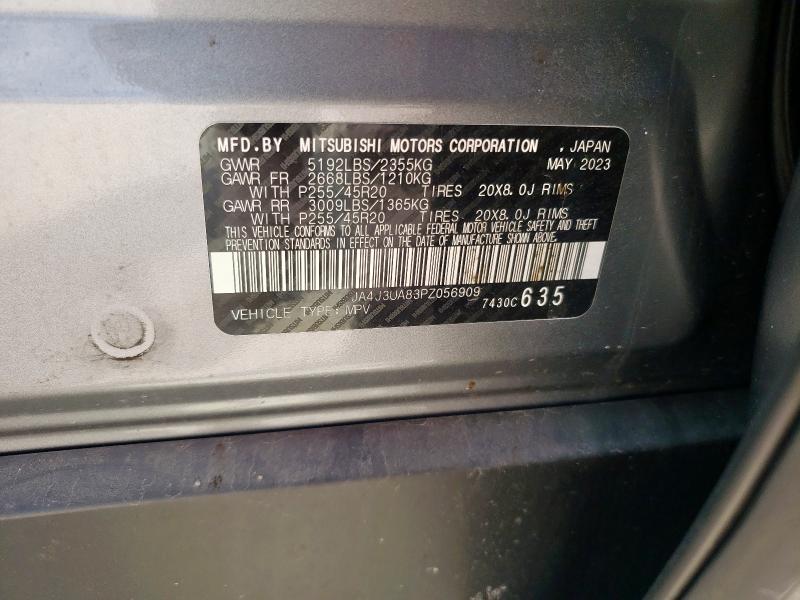 MFD.BY MITSUBISHI MOTORS CORPORATION , JAPAN
GVWR 5192LBS/2355KG MAY 2023
GAWR FR 2668LBS/1210KG
WITH P255/45R20 TIRES 20X8.0J RIMS
GAWR RR 3009LBS/1365KG
WITH P255/45R20 TIRES 20X8.0J RIMS
THIS VEHICLE CONFORMS TO ALL APPLICABLE FEDERAL MOTOR VEHICLE SAFETY AND THEFT
PREVENTION STANDARDS IN EFFECT ON THE DATE OF MANUFACTURE SHOWN ABOVE.
JA4J3UA83PZ056909
VEHICLE TYPE: MPV 7430C 635